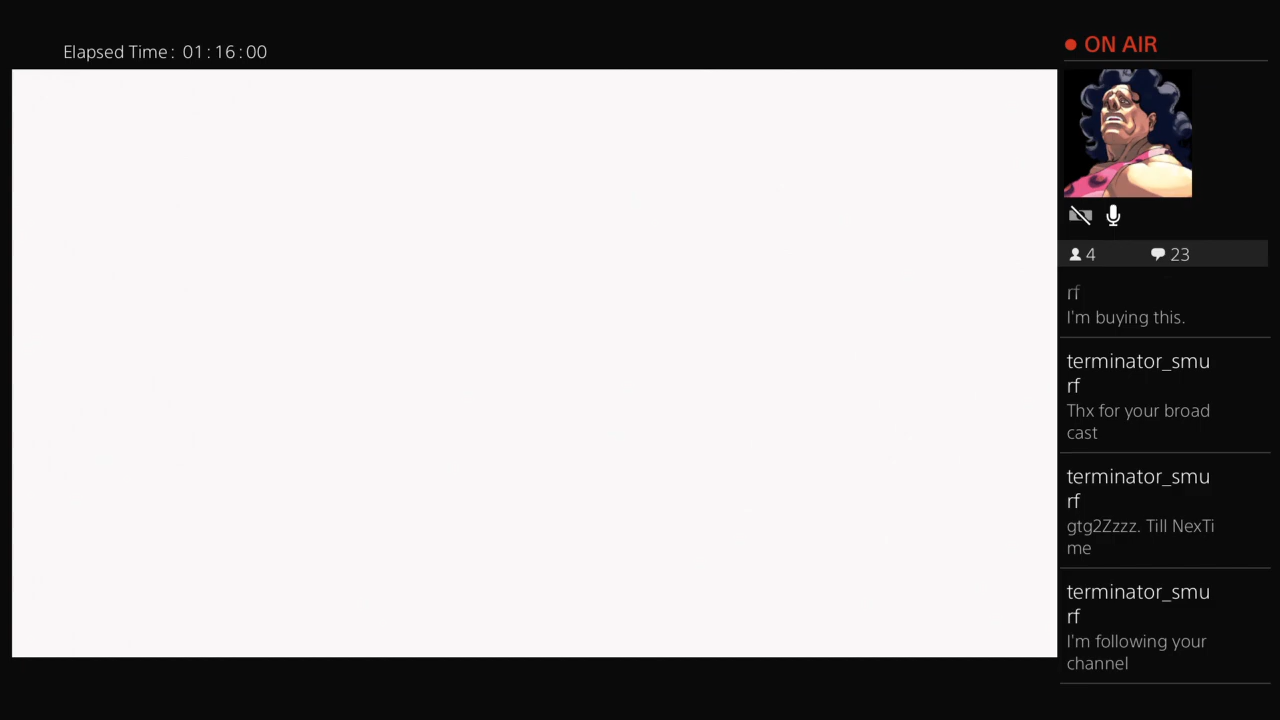 Elapsed Time: 01:16:00
ON AIR
4 23
rf
I'm buying this.
terminator_smu
rf
Thx for your broad
cast
terminator_smu
rf
gtg2Zzzz. Till NexTi
me
terminator_smu
rf
I'm following your
channel